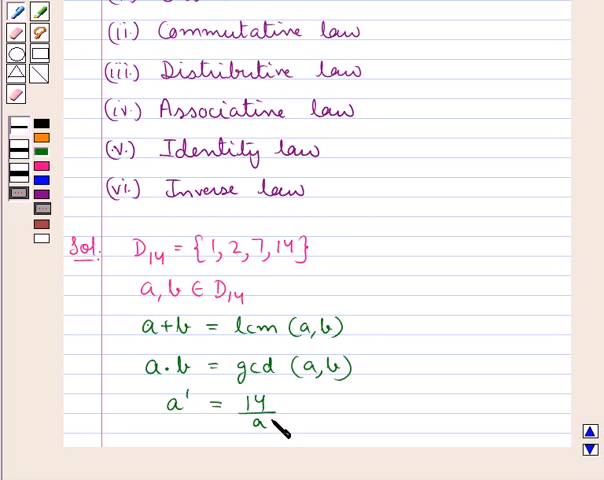 (ii) Commutative law
(iii) Distributive law
(iv) Associative law
(v.) Identity law
(vi.) Inverse law
Sol. D₁₄ = {1, 2, 7, 14}
a, b ∈ D₁₄
a + b = lcm (a, b)
a . b = gcd (a, b)
a' = 14/a